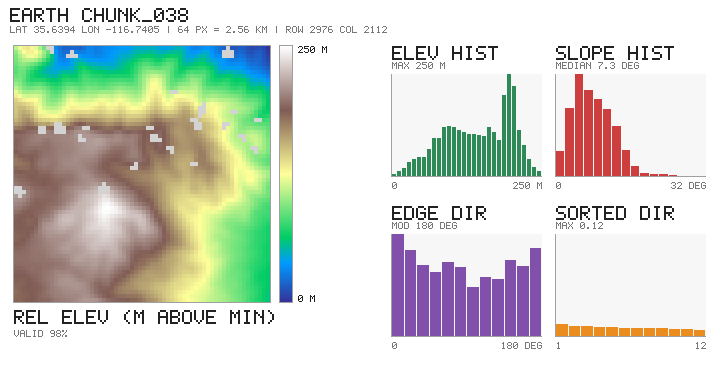 EARTH CHUNK_038
LAT 35.6394 LON -116.7405 | 64 PX = 2.56 KM | ROW 2976 COL 2112
250 M
0 M
REL ELEV (M ABOVE MIN)
VALID 98%
ELEV HIST
MAX 250 M
0 250 M
SLOPE HIST
MEDIAN 7.3 DEG
0 32 DEG
EDGE DIR
MOD 180 DEG
0 180 DEG
SORTED DIR
MAX 0.12
1 12